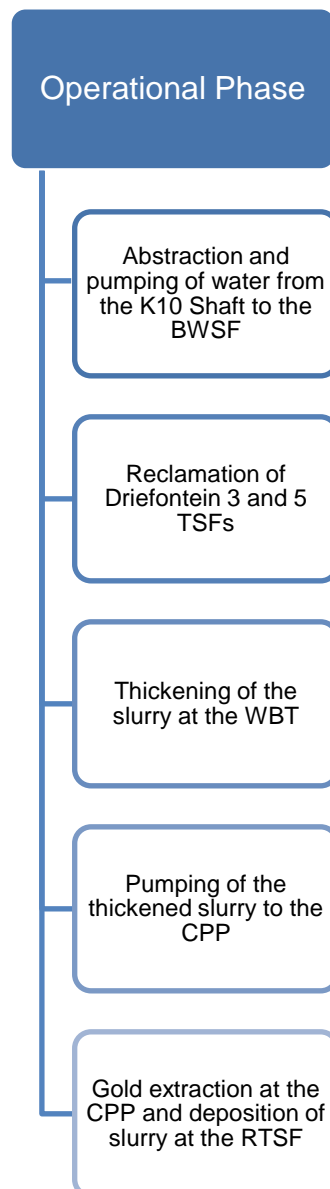 Operational Phase
Abstraction and
pumping of water from
the K10 Shaft to the
BWSF
Reclamation of
Driefontein 3 and 5
TSFs
Thickening of the
slurry at the WBT
Pumping of the
thickened slurry to the
CPP
Gold extraction at the
CPP and deposition of
slurry at the RTSF